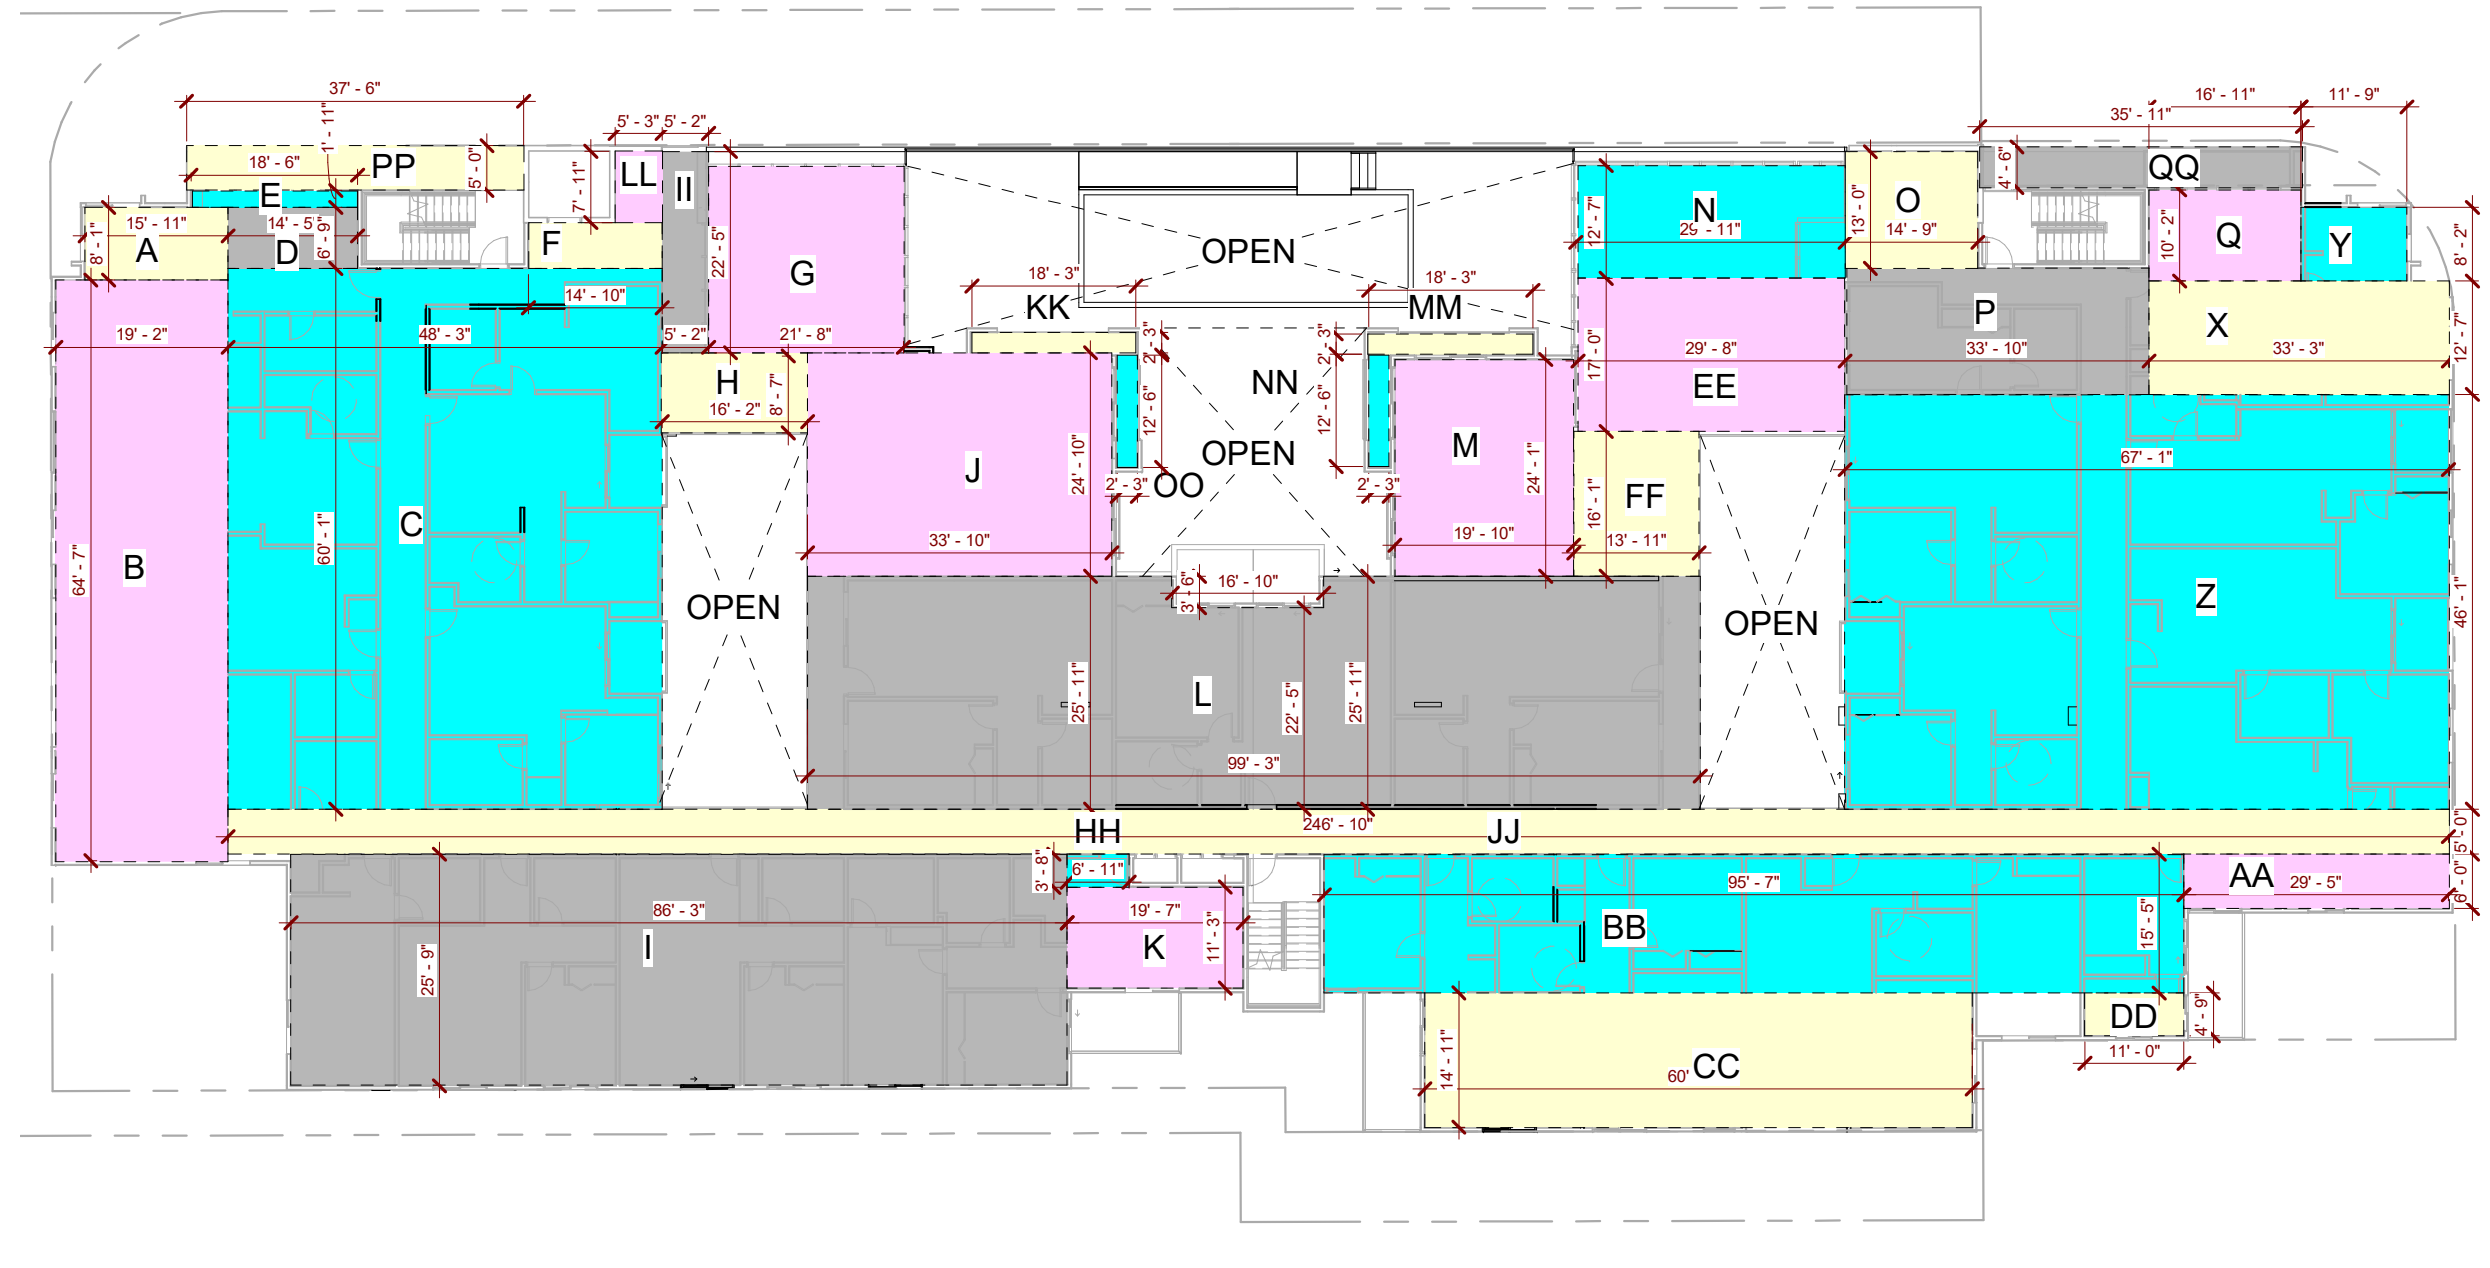 37' - 6"
1' - 11"
5' - 3"
5' - 2"
16' - 11"
11' - 9"
35' - 11"
PP
18' - 6"
5' - 0"
7' - 11"
LL
II
QQ
4' - 6"
E
15' - 11"
14' - 5"
6' - 9"
8' - 1"
A
D
F
22' - 5"
G
OPEN
12' - 7"
N
29' - 11"
13' - 0"
O
14' - 9"
10' - 2"
Q
Y
8' - 2"
14' - 10"
18' - 3"
KK
18' - 3"
MM
P
X
19' - 2"
48' - 3"
5' - 2"
21' - 8"
2' - 3"
2' - 3"
17' - 0"
29' - 8"
33' - 10"
33' - 3"
12' - 7"
H
16' - 2"
8' - 7"
12' - 6"
NN
12' - 6"
EE
J
24' - 10"
OPEN
M
24' - 1"
67' - 1"
2' - 3"
OO
2' - 3"
16' - 1"
FF
C
60' - 1"
33' - 10"
19' - 10"
13' - 11"
B
64' - 7"
OPEN
3' - 6"
16' - 10"
OPEN
Z
46' - 1"
25' - 11"
L
22' - 5"
25' - 11"
99' - 3"
HH
246' - 10"
JJ
5' - 0"
3' - 8"
6' - 11"
95' - 7"
AA
29' - 5"
6' - 0"
86' - 3"
19' - 7"
I
25' - 9"
K
11' - 3"
BB
15' - 5"
DD
4' - 9"
11' - 0"
14' - 11"
60'
CC